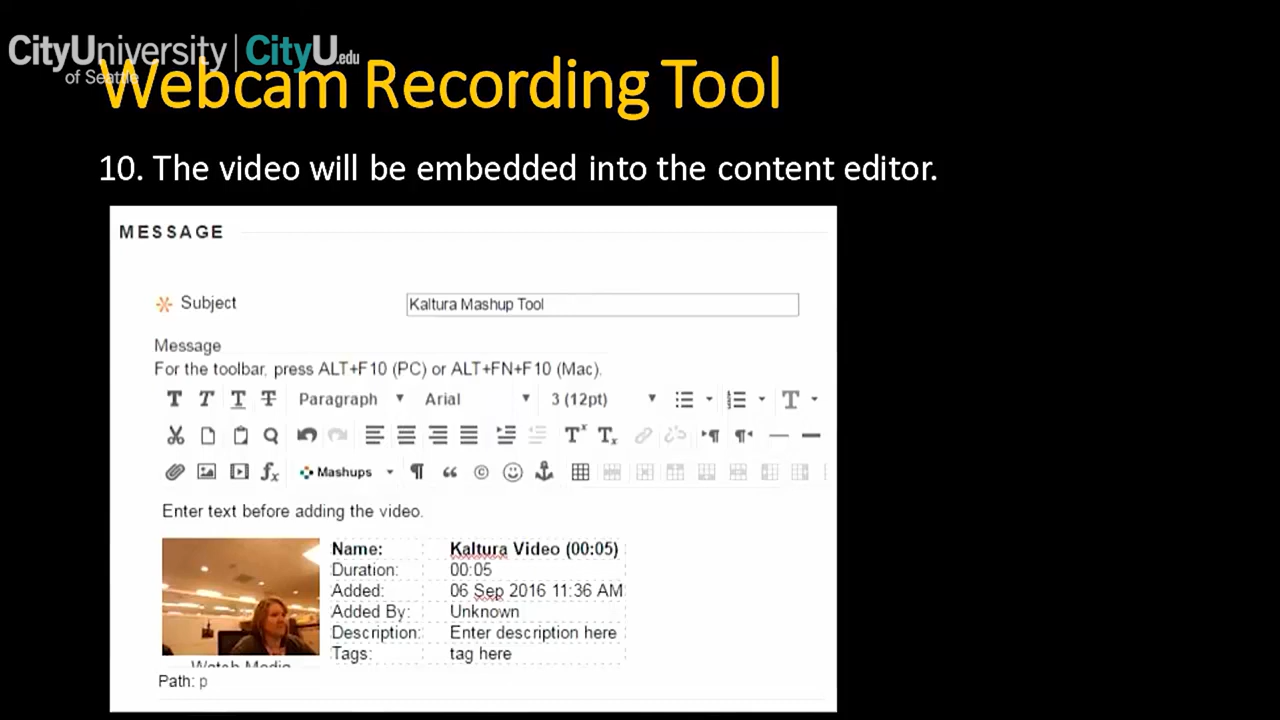 CityUniversity | CityU.edu
of Seattle
Webcam Recording Tool
10. The video will be embedded into the content editor.
MESSAGE
Subject
Kaltura Mashup Tool
Message
For the toolbar, press ALT+F10 (PC) or ALT+FN+F10 (Mac).
Paragraph Arial 3 (12pt)
Mashups
Enter text before adding the video.
Name: Kaltura Video (00:05)
Duration: 00:05
Added: 06 Sep 2016 11:36 AM
Added By: Unknown
Description: Enter description here
Tags: tag here
Watch Media
Path: p